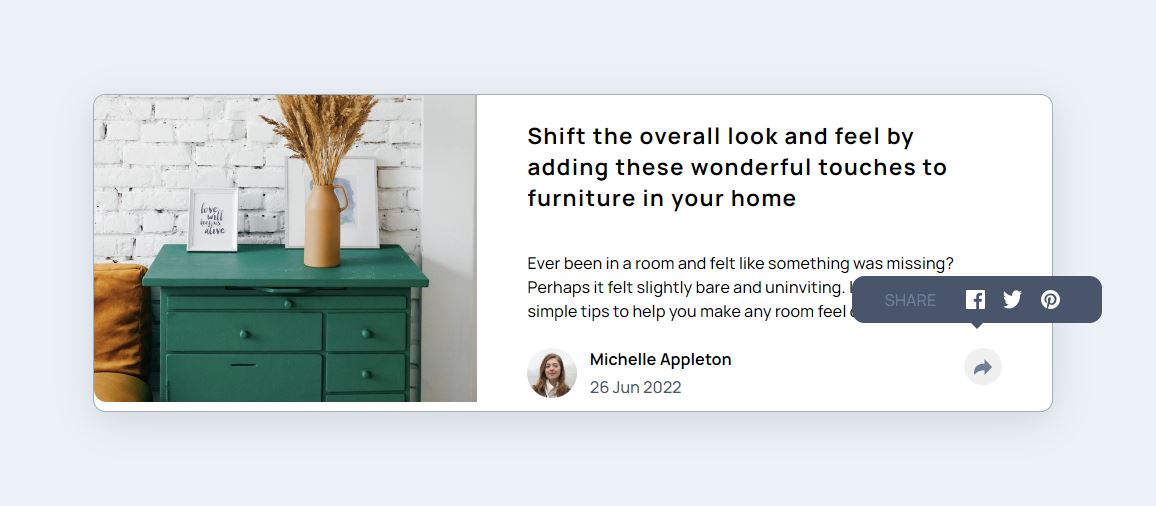 Shift the overall look and feel by
adding these wonderful touches to
furniture in your home
love
will
keep us
alive
Ever been in a room and felt like something was missing?
Perhaps it felt slightly bare and uninviting.
simple tips to help you make any room feel
SHARE
Michelle Appleton
26 Jun 2022